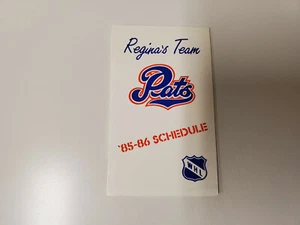 Regina's Team
Pats
'85-86 SCHEDULE
WHL